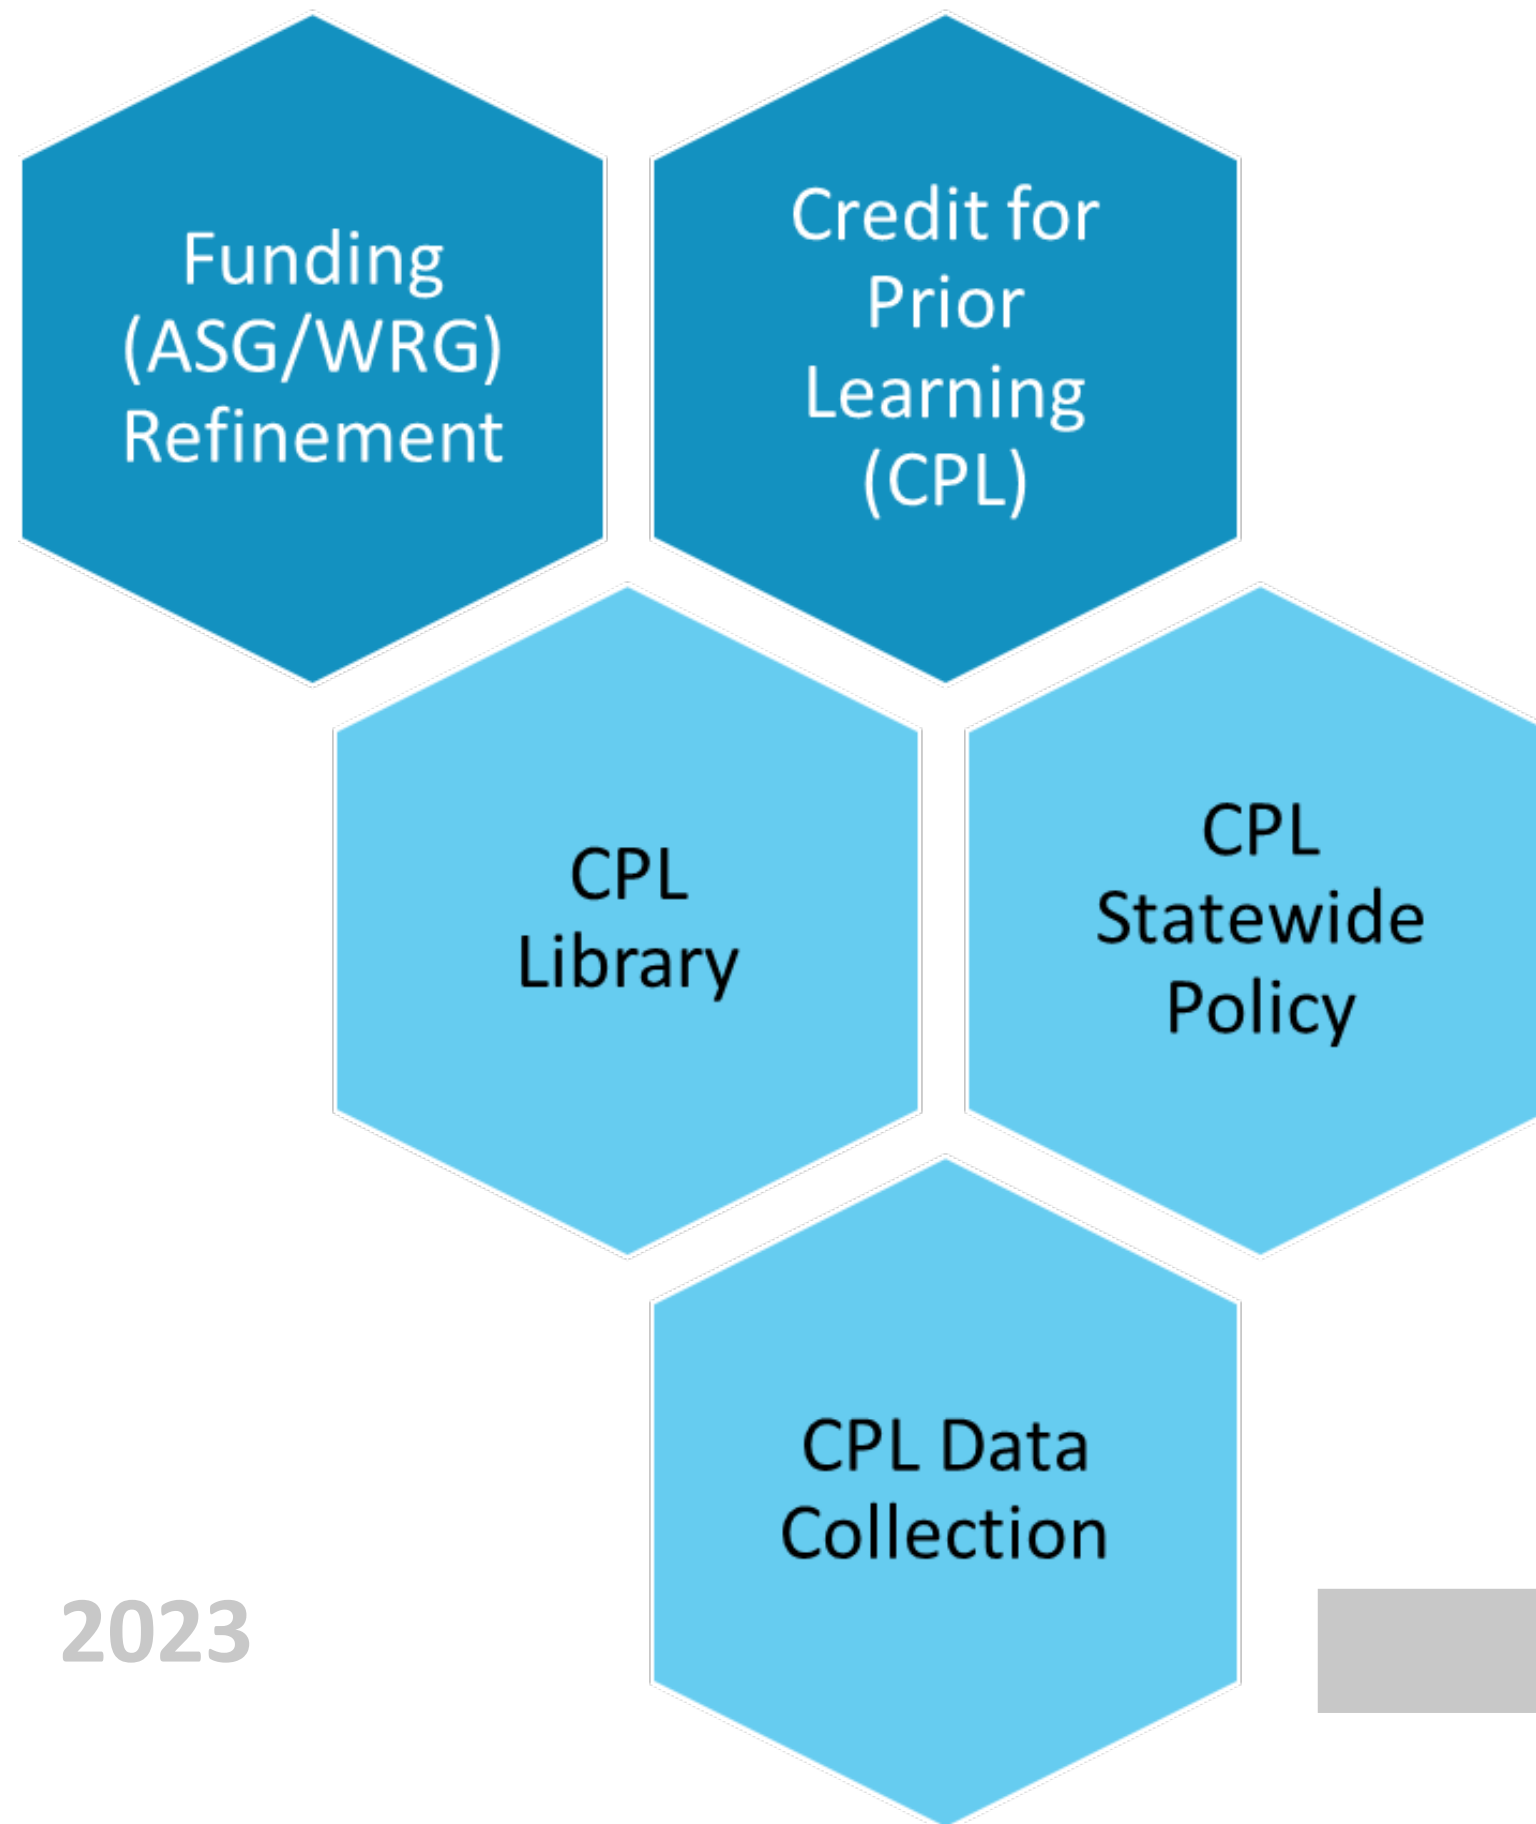 Funding
(ASG/WRG)
Refinement
Credit for
Prior
Learning
(CPL)
CPL
Library
CPL
Statewide
Policy
CPL Data
Collection
2023